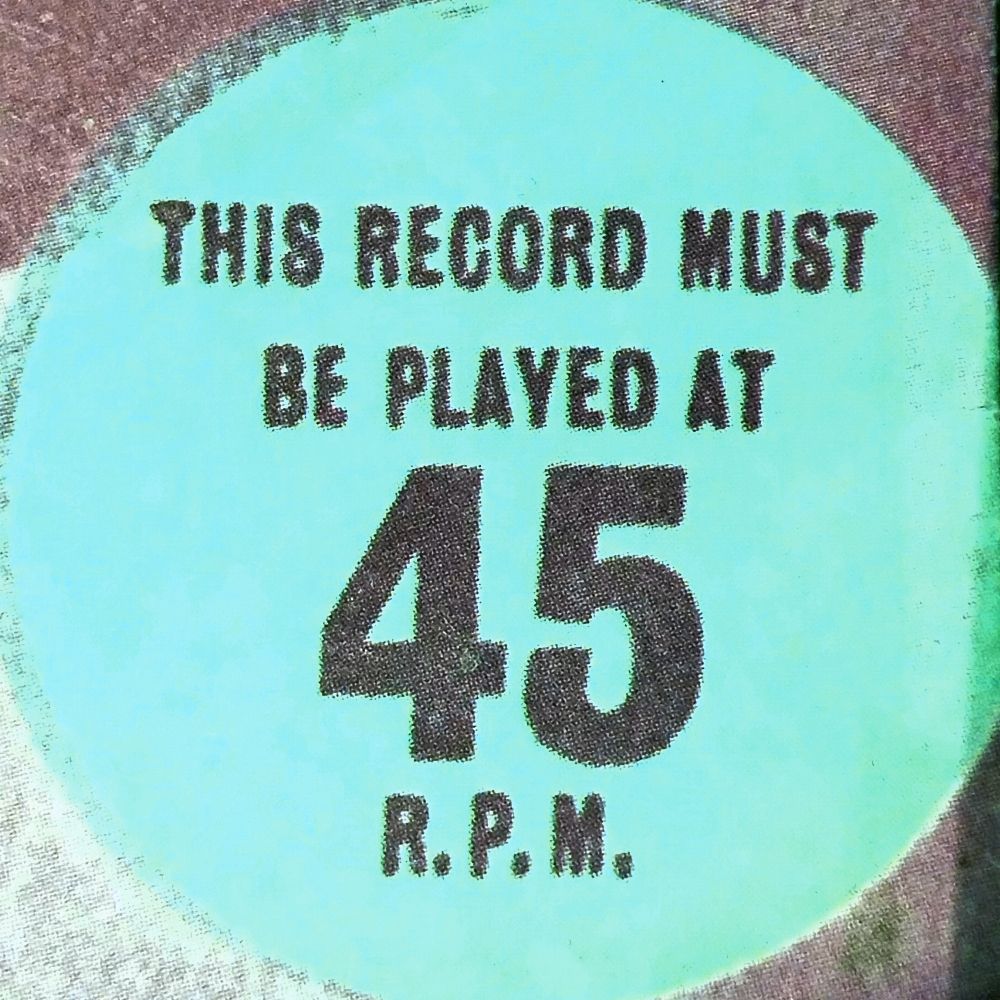 THIS RECORD MUST
BE PLAYED AT
45
R.P.M.